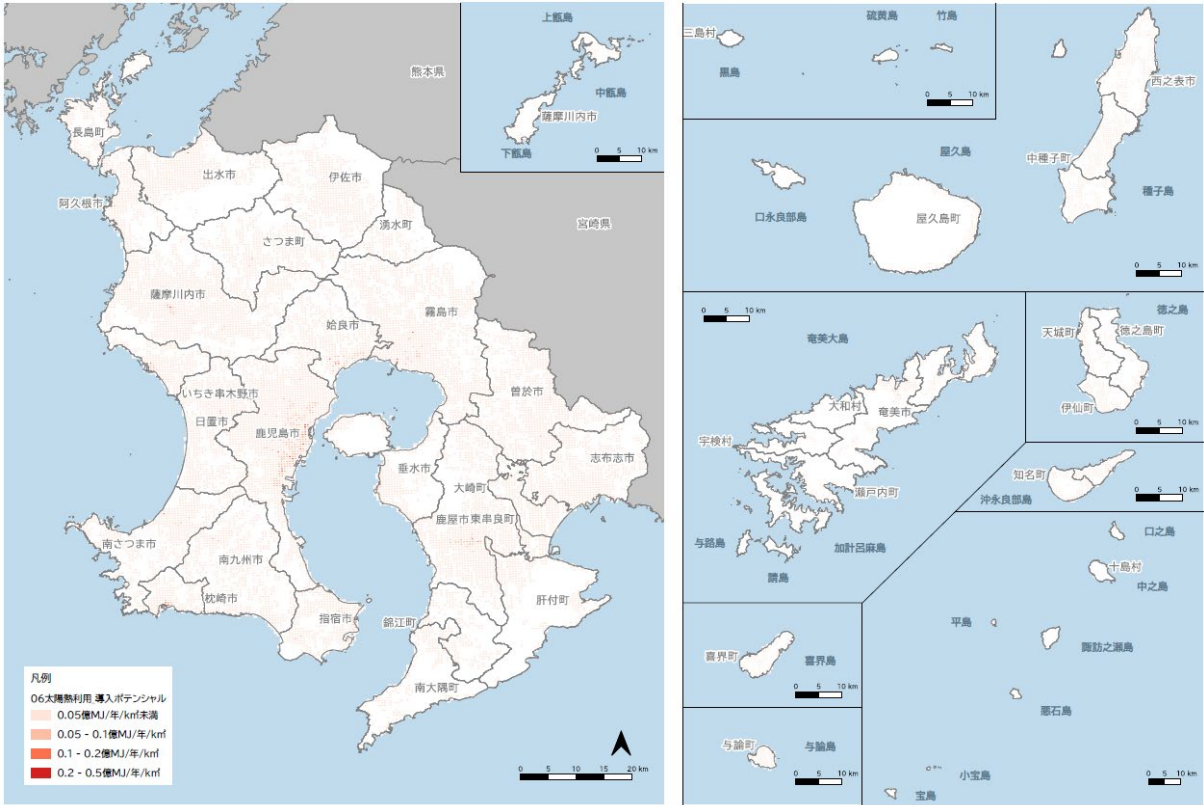 上甑島
熊本県
中甑島
薩摩川内市
下甑島
0 5 10 km
長島町
出水市
伊佐市
阿久根市
湧水町
宮崎県
さつま町
薩摩川内市
霧島市
姶良市
いちき串木野市
曽於市
日置市
鹿児島市
垂水市
志布志市
大崎町
鹿屋市
東串良町
南さつま市
南九州市
枕崎市
肝付町
指宿市
錦江町
南大隅町
凡例
06太陽熱利用_導入ポテンシャル
0.05億MJ/年/k㎡未満
0.05 - 0.1億MJ/年/k㎡
0.1 - 0.2億MJ/年/k㎡
0.2 - 0.5億MJ/年/k㎡
0 5 10 15 20 km
硫黄島
竹島
三島村
黒島
0 5 10 km
西之表市
屋久島
中種子町
種子島
口永良部島
屋久島町
0 5 10 km
0 5 10 km
奄美大島
大和村
奄美市
宇検村
瀬戸内町
与路島
加計呂麻島
請島
徳之島
天城町
徳之島町
伊仙町
0 5 10 km
知名町
沖永良部島
0 5 10 km
口之島
十島村
中之島
平島
諏訪之瀬島
悪石島
小宝島
宝島
0 5 10 km
喜界町
喜界島
0 5 10 km
与論町
与論島
0 5 10 km